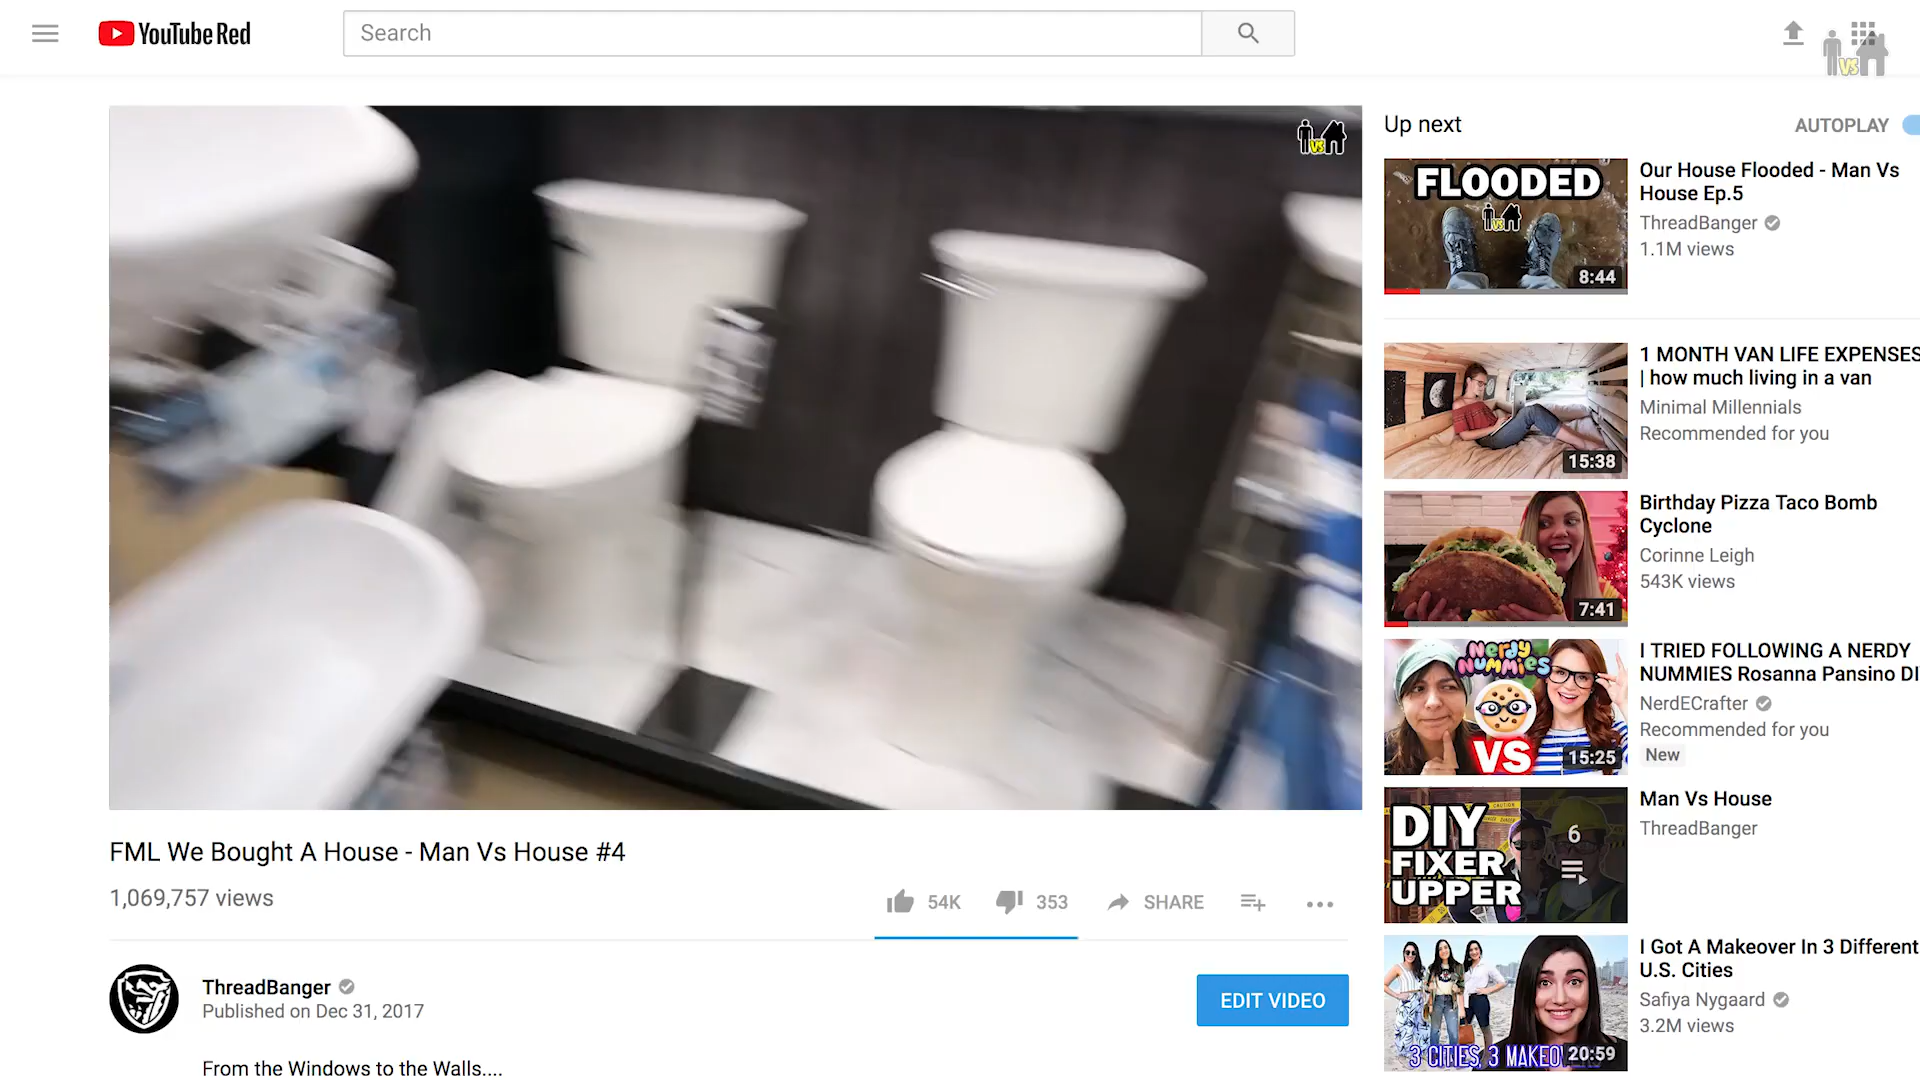 YouTube Red
Search
VS
VS
Up next
AUTOPLAY
FLOODED
VS
8:44
Our House Flooded - Man Vs
House Ep.5
ThreadBanger
1.1M views
15:38
1 MONTH VAN LIFE EXPENSES
| how much living in a van
Minimal Millennials
Recommended for you
7:41
Birthday Pizza Taco Bomb
Cyclone
Corinne Leigh
543K views
Nerdy
Nummies
VS
15:25
I TRIED FOLLOWING A NERDY
NUMMIES Rosanna Pansino DI
NerdECrafter
Recommended for you
New
DIY
FIXER
UPPER
CAUTION
6
Man Vs House
ThreadBanger
3 CITIES, 3 MAKEO
20:59
I Got A Makeover In 3 Different
U.S. Cities
Safiya Nygaard
3.2M views
FML We Bought A House - Man Vs House #4
1,069,757 views
54K
353
SHARE
ThreadBanger
Published on Dec 31, 2017
EDIT VIDEO
From the Windows to the Walls....